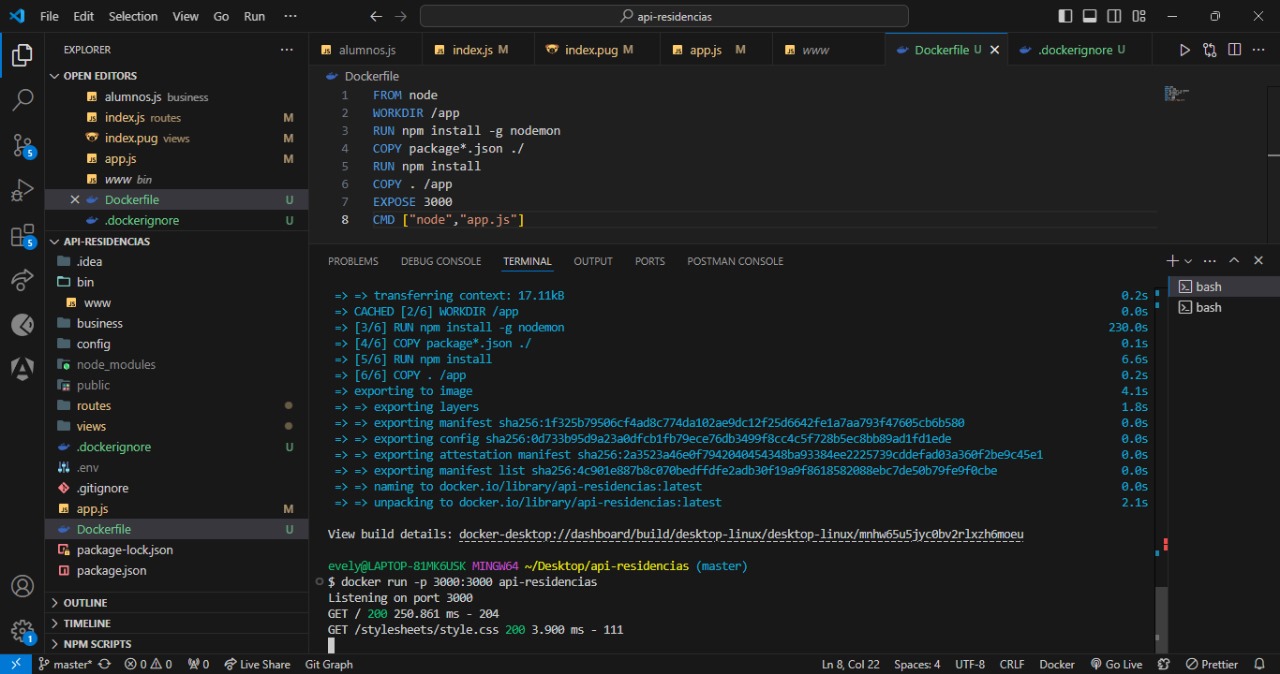 File Edit Selection View Go Run ··· api-residencias
EXPLORER ···
OPEN EDITORS
alumnos.js business
index.js routes M
index.pug views M
app.js M
www bin
Dockerfile U
.dockerignore U
API-RESIDENCIAS
.idea
bin
www
business
config
node_modules
public
routes
views
.dockerignore U
.env
.gitignore
app.js M
Dockerfile U
package-lock.json
package.json
OUTLINE
TIMELINE
NPM SCRIPTS
5
5
1
alumnos.js index.js M index.pug M app.js M www Dockerfile U .dockerignore U
Dockerfile
1 FROM node
2 WORKDIR /app
3 RUN npm install -g nodemon
4 COPY package*.json ./
5 RUN npm install
6 COPY . /app
7 EXPOSE 3000
8 CMD ["node","app.js"]
PROBLEMS DEBUG CONSOLE TERMINAL OUTPUT PORTS POSTMAN CONSOLE
=> => transferring context: 17.11kB 0.2s
=> CACHED [2/6] WORKDIR /app 0.0s
=> [3/6] RUN npm install -g nodemon 230.0s
=> [4/6] COPY package*.json ./ 0.1s
=> [5/6] RUN npm install 6.6s
=> [6/6] COPY . /app 0.2s
=> exporting to image 4.1s
=> => exporting layers 1.8s
=> => exporting manifest sha256:1f325b79506cf4ad8c774da102ae9dc12f25d6642fe1a7aa793f47605cb6b580 0.0s
=> => exporting config sha256:0d733b95d9a23a0dfcb1fb79ece76db3499f8cc4c5f728b5ec8bb89ad1fd1ede 0.0s
=> => exporting attestation manifest sha256:2a3523a46e0f7942040454348ba93384ee2225739cddefad03a360f2be9c45e1 0.0s
=> => exporting manifest list sha256:4c901e887b8c070bedffdfe2adb30f19a9f8618582088ebc7de50b79fe9f0cbe 0.0s
=> => naming to docker.io/library/api-residencias:latest 0.0s
=> => unpacking to docker.io/library/api-residencias:latest 2.1s
View build details: docker-desktop://dashboard/build/desktop-linux/desktop-linux/mnhw65u5jyc0bv2rlxzh6moeu
evely@LAPTOP-81MK6USK MINGW64 ~/Desktop/api-residencias (master)
$ docker run -p 3000:3000 api-residencias
Listening on port 3000
GET / 200 250.861 ms - 204
GET /stylesheets/style.css 200 3.900 ms - 111
bash
bash
master* 0 0 0 Live Share Git Graph Ln 8, Col 22 Spaces: 4 UTF-8 CRLF Docker Go Live Prettier